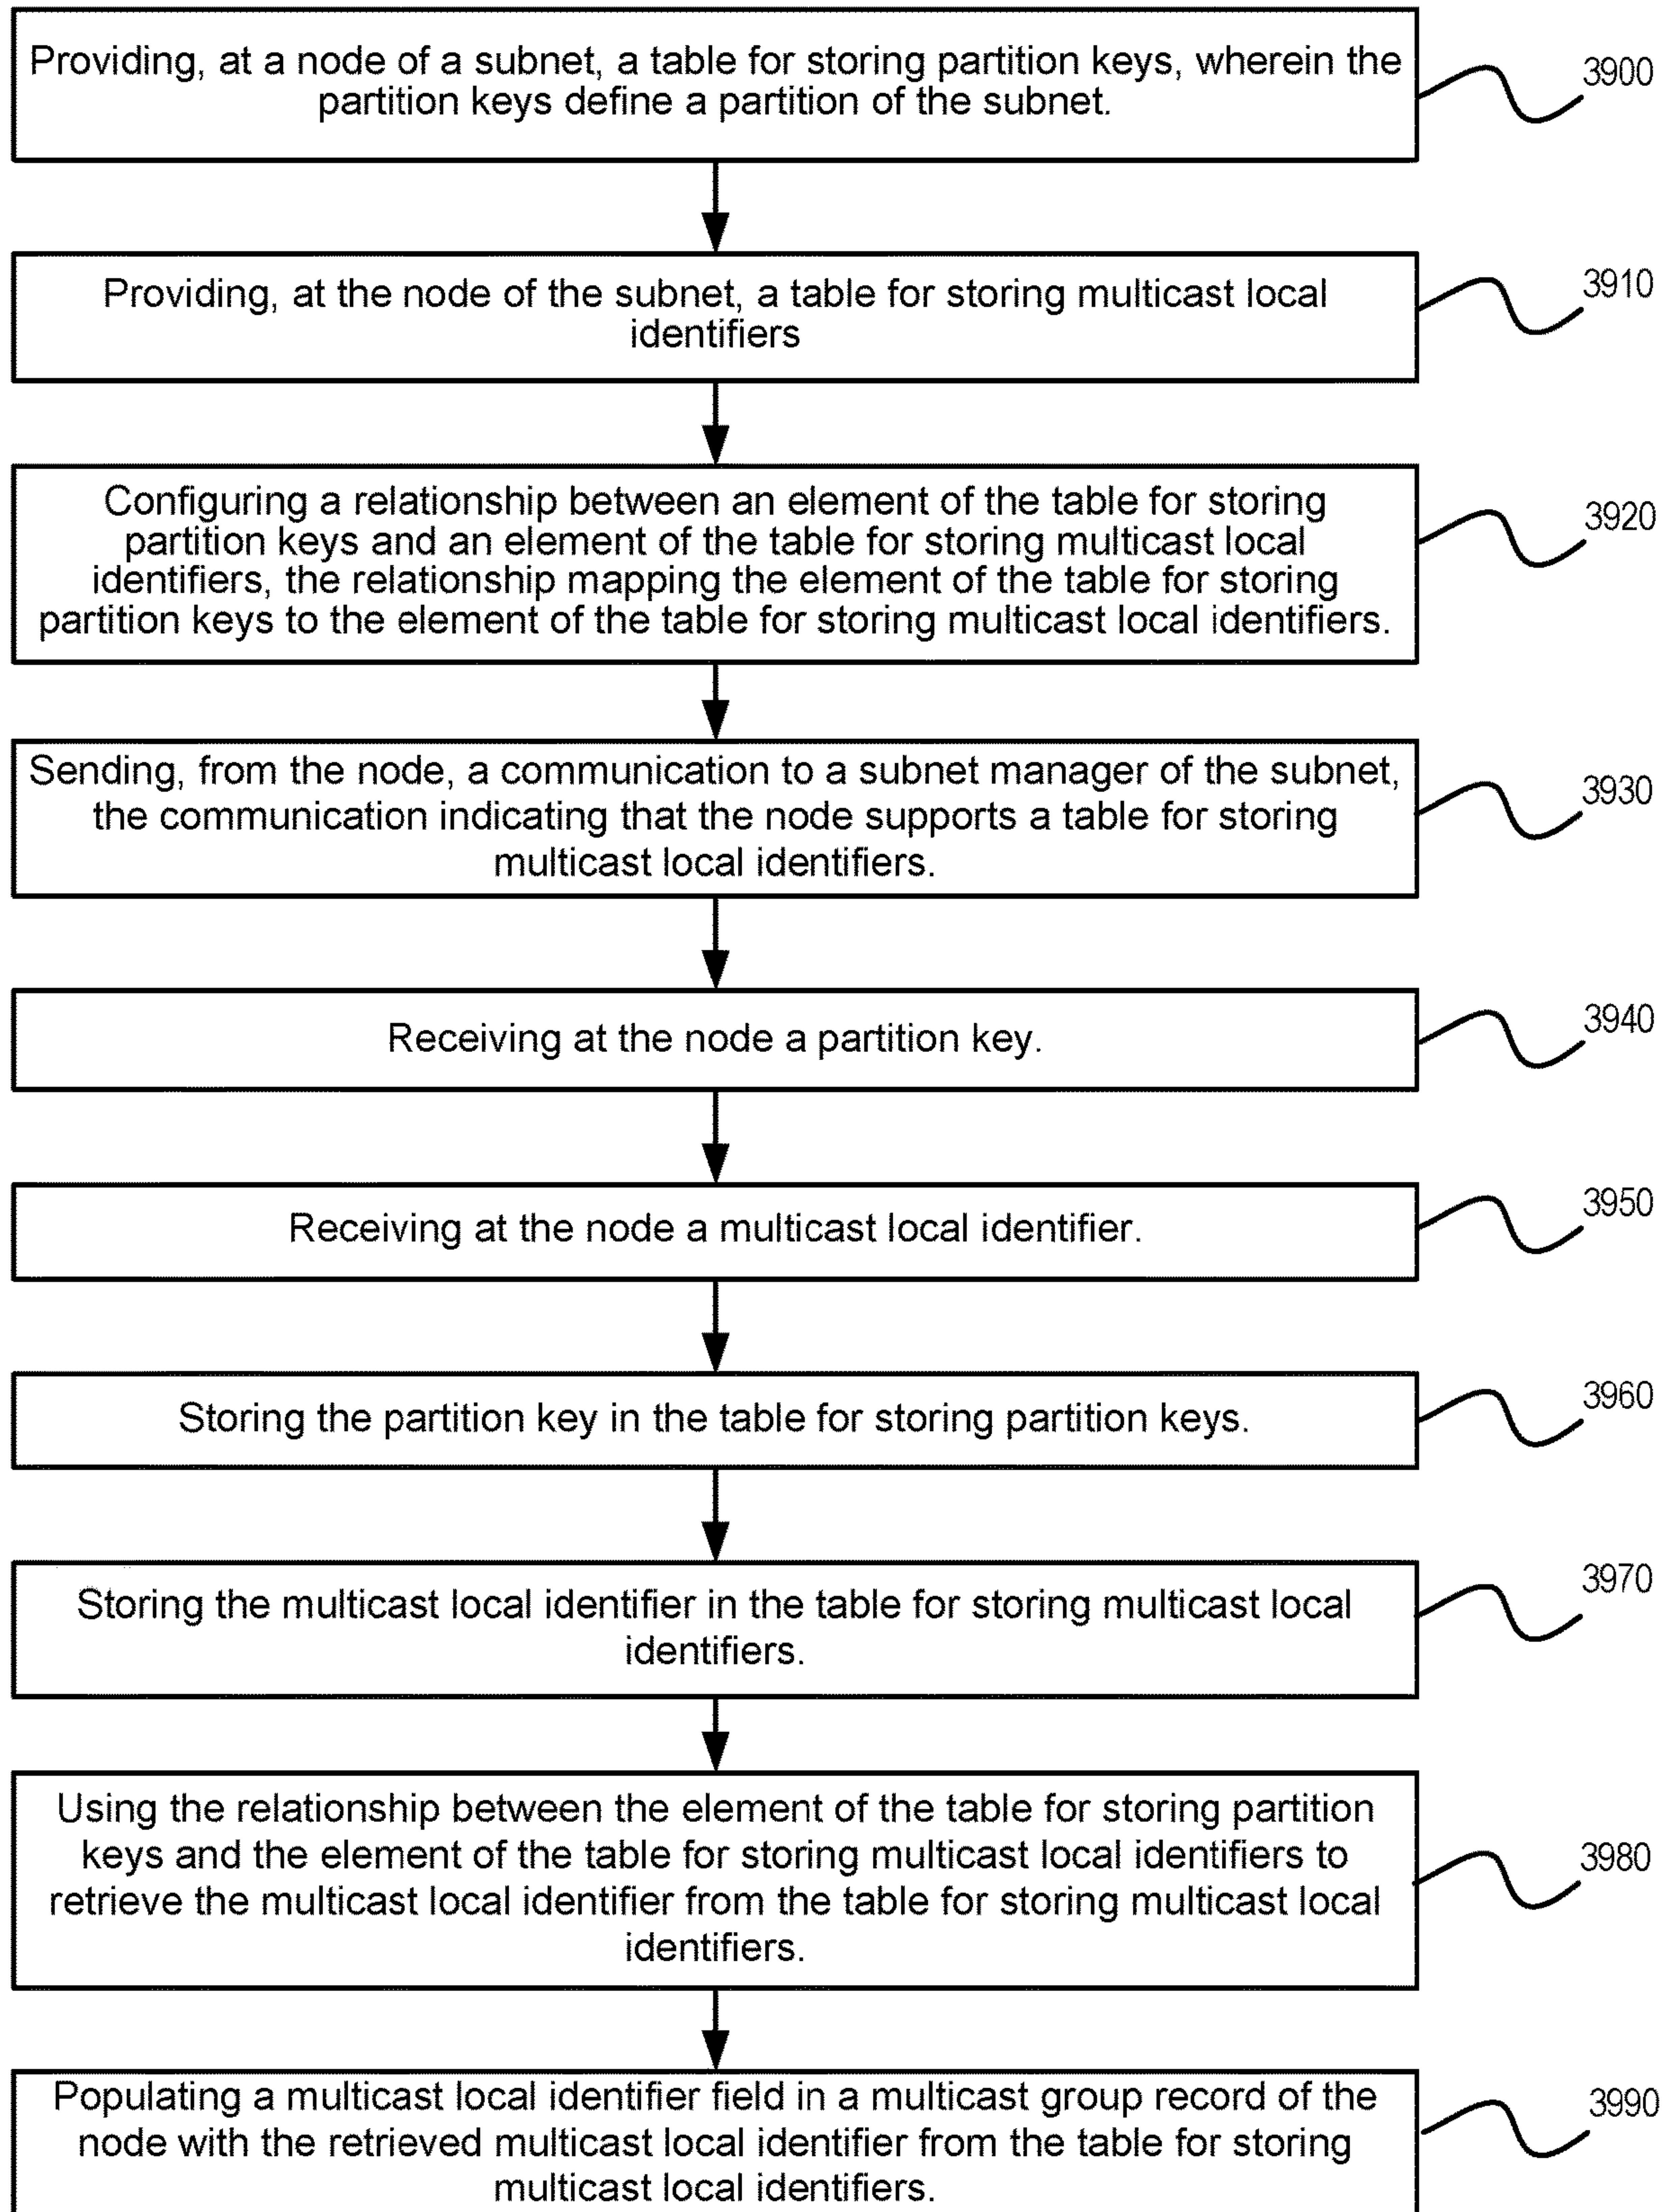 Providing, at a node of a subnet, a table for storing partition keys, wherein the
partition keys define a partition of the subnet.
3900
Providing, at the node of the subnet, a table for storing multicast local
identifiers
3910
Configuring a relationship between an element of the table for storing
partition keys and an element of the table for storing multicast local
identifiers, the relationship mapping the element of the table for storing
partition keys to the element of the table for storing multicast local identifiers.
3920
Sending, from the node, a communication to a subnet manager of the subnet,
the communication indicating that the node supports a table for storing
multicast local identifiers.
3930
Receiving at the node a partition key.
3940
Receiving at the node a multicast local identifier.
3950
Storing the partition key in the table for storing partition keys.
3960
Storing the multicast local identifier in the table for storing multicast local
identifiers.
3970
Using the relationship between the element of the table for storing partition
keys and the element of the table for storing multicast local identifiers to
retrieve the multicast local identifier from the table for storing multicast local
identifiers.
3980
Populating a multicast local identifier field in a multicast group record of the
node with the retrieved multicast local identifier from the table for storing
multicast local identifiers.
3990